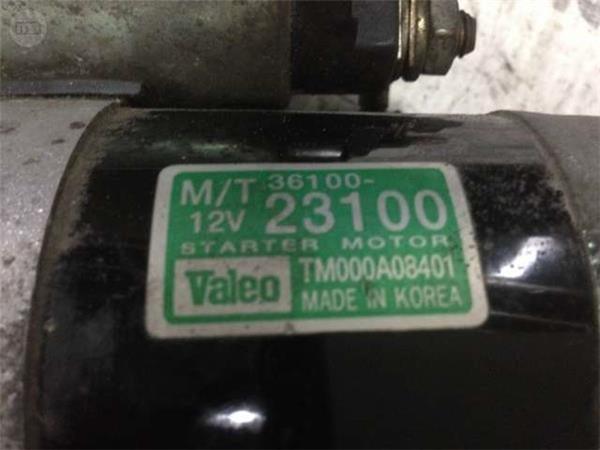 M/T 36100-
12V 23100
STARTER MOTOR
Valeo TM000A08401
MADE IN KOREA